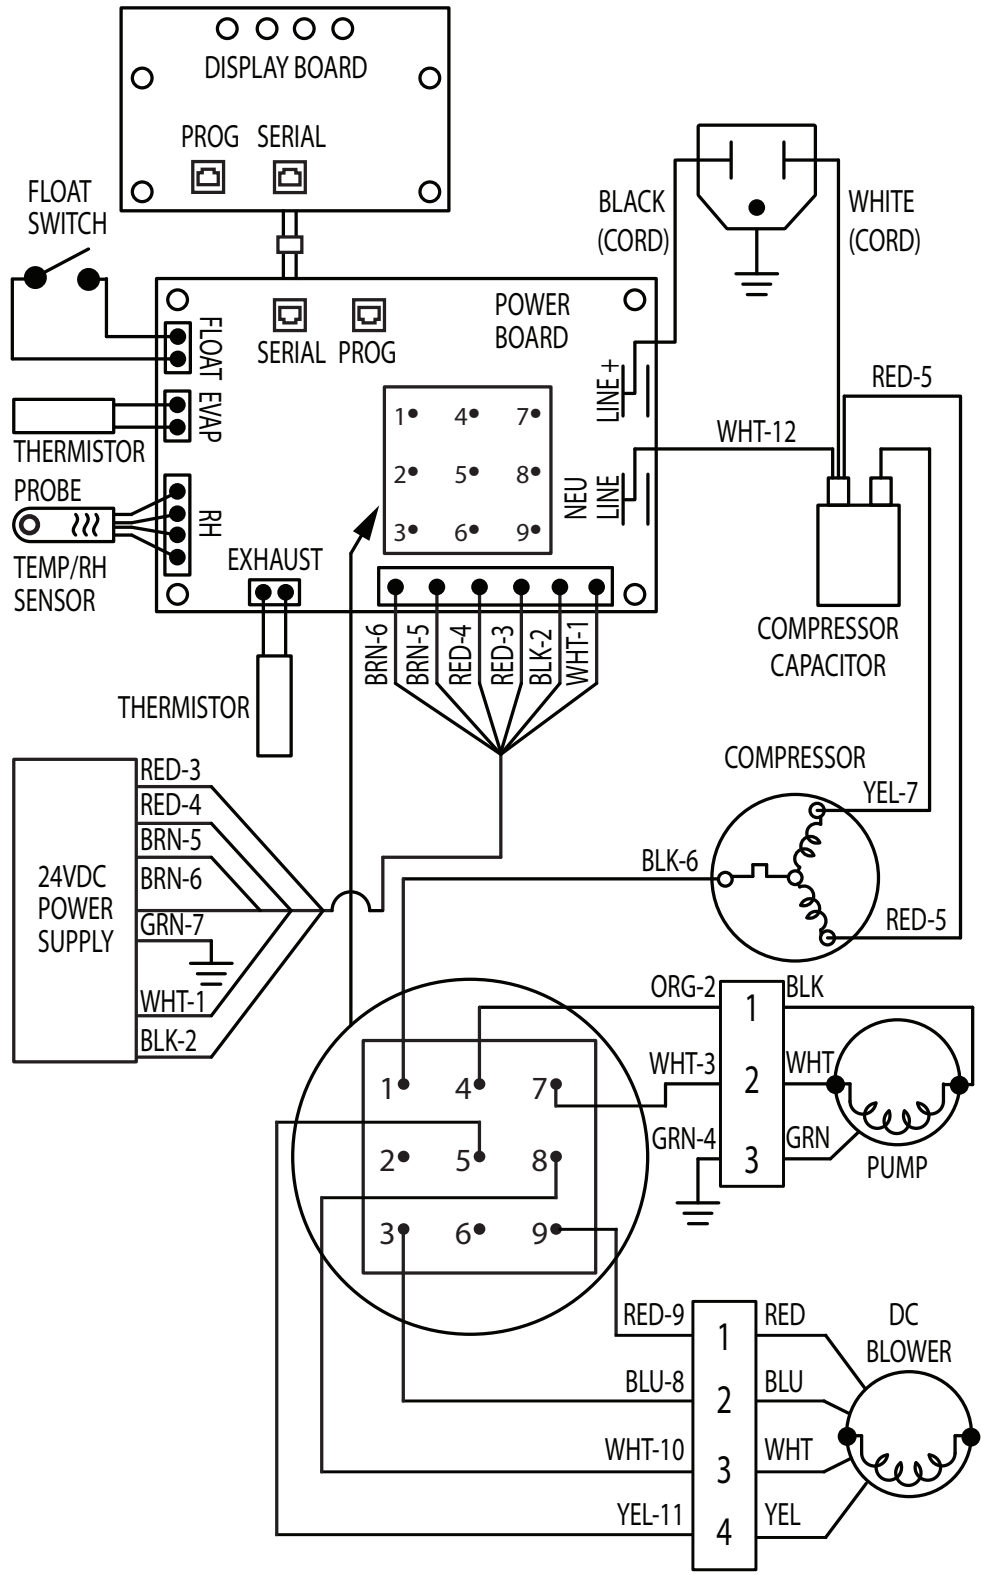 DISPLAY BOARD
PROG SERIAL
FLOAT
SWITCH
BLACK
(CORD)
WHITE
(CORD)
POWER
BOARD
SERIAL PROG
FLOAT
EVAP
THERMISTOR
PROBE
RH
TEMP/RH
SENSOR
EXHAUST
THERMISTOR
1 4 7
2 5 8
3 6 9
LINE +
NEU
LINE
WHT-12
RED-5
COMPRESSOR
CAPACITOR
BRN-6
BRN-5
RED-4
RED-3
BLK-2
WHT-1
COMPRESSOR
YEL-7
BLK-6
RED-5
24VDC
POWER
SUPPLY
RED-3
RED-4
BRN-5
BRN-6
GRN-7
WHT-1
BLK-2
1 4 7
2 5 8
3 6 9
ORG-2 1 BLK
WHT-3 2 WHT
GRN-4 3 GRN
PUMP
RED-9 1 RED
BLU-8 2 BLU
WHT-10 3 WHT
YEL-11 4 YEL
DC
BLOWER